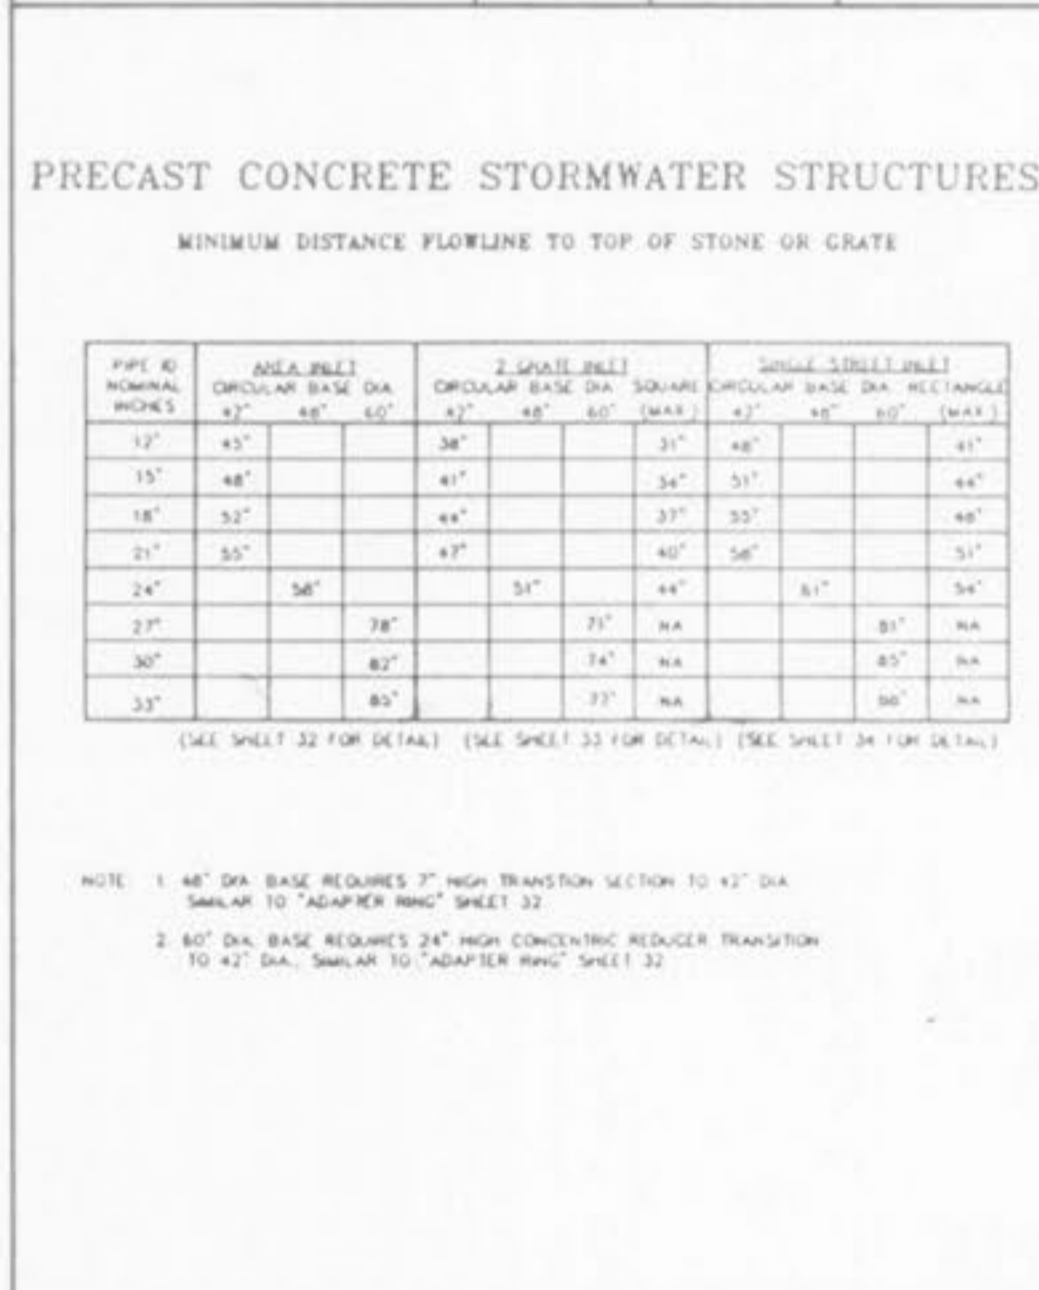 PRECAST CONCRETE STORMWATER STRUCTURES
MINIMUM DISTANCE FLOWLINE TO TOP OF STONE OR GRATE
PIPE ID NOMINAL INCHES
AREA INLET
CIRCULAR BASE DIA
42" 48" 60"
2 GRATE INLET
CIRCULAR BASE DIA SQUARE
42" 48" 60" (MAX)
SINGLE STREET INLET
CIRCULAR BASE DIA RECTANGLE
42" 48" 60" (MAX)
12" 45" 38" 31" 48" 41"
15" 48" 41" 34" 51" 44"
18" 52" 44" 37" 55" 48"
21" 55" 47" 40" 58" 51"
24" 58" 51" 44" 61" 54"
27" 78" 71" NA 81" NA
30" 82" 74" NA 85" NA
33" 85" 77" NA NA
(SEE SHEET 32 FOR DETAIL) (SEE SHEET 33 FOR DETAIL) (SEE SHEET 34 FOR DETAIL)
NOTE: 1. 48" DIA. BASE REQUIRES 7" HIGH TRANSTION SECTION TO 42" DIA
SIMILAR TO "ADAPTER RING" SHEET 32
2. 60" DIA. BASE REQUIRES 24" HIGH CONCENTRIC REDUCER TRANSITION
TO 42" DIA., SIMILAR TO "ADAPTER RING" SHEET 32